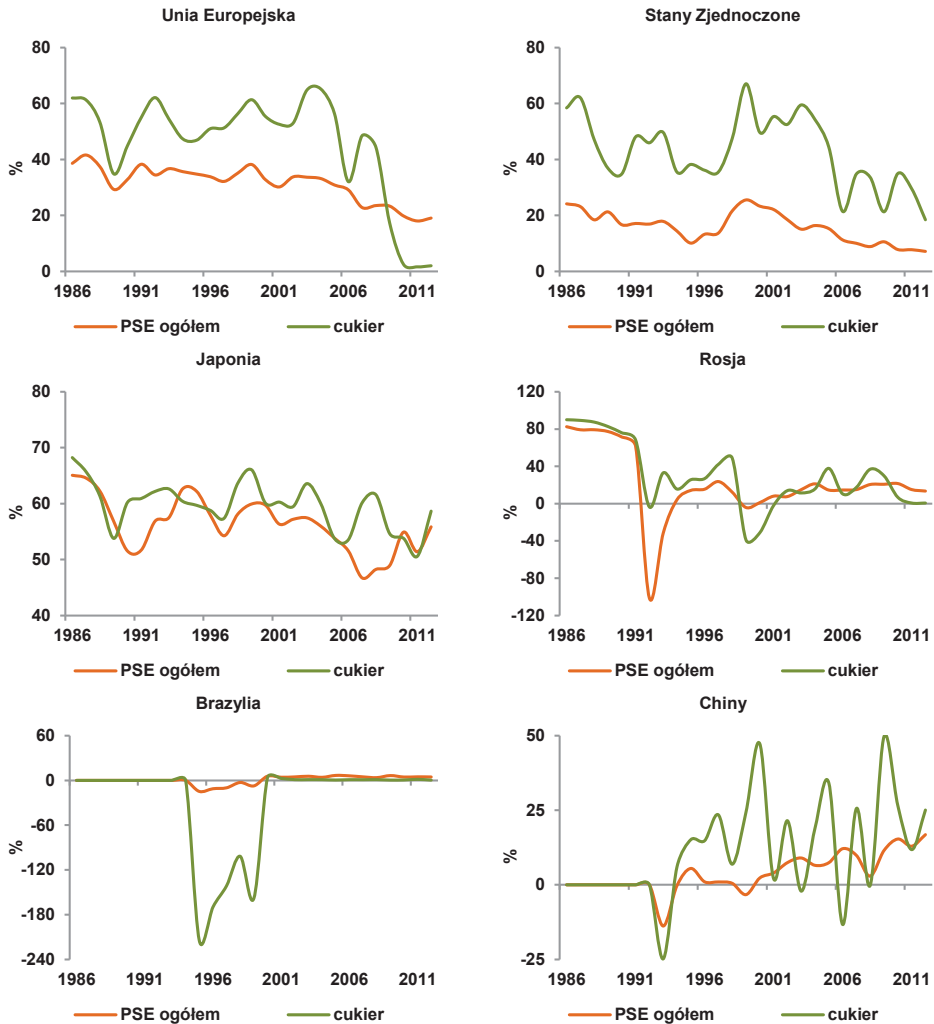 Unia Europejska
80
60
40
20
0
%
1986 1991 1996 2001 2006 2011
PSE ogółem cukier
Stany Zjednoczone
80
60
40
20
0
%
1986 1991 1996 2001 2006 2011
PSE ogółem cukier
Japonia
80
70
60
50
40
%
1986 1991 1996 2001 2006 2011
PSE ogółem cukier
Rosja
120
80
40
0
-40
-80
-120
%
1986 1991 1996 2001 2006 2011
PSE ogółem cukier
Brazylia
60
0
-60
-120
-180
-240
%
1986 1991 1996 2001 2006 2011
PSE ogółem cukier
Chiny
50
25
0
-25
%
1986 1991 1996 2001 2006 2011
PSE ogółem cukier